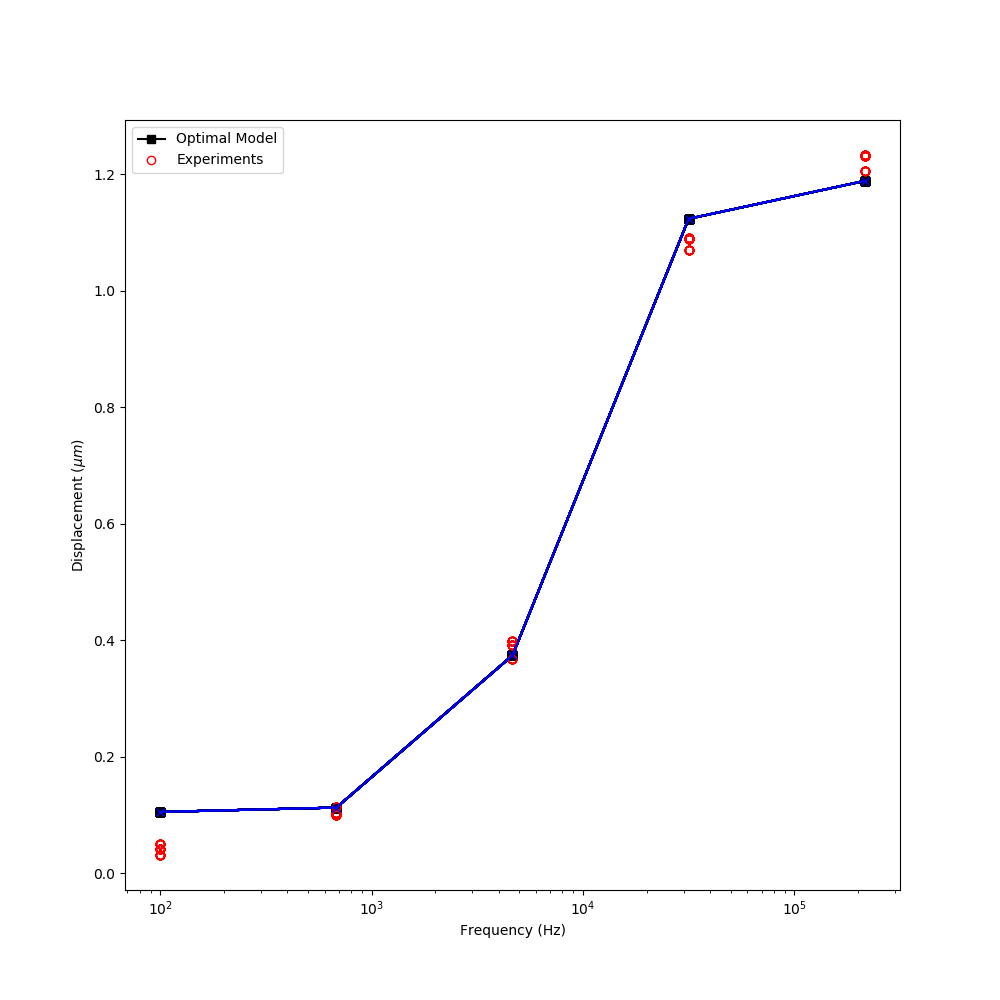 Optimal Model
Experiments
1.2
1.0
0.8
0.6
0.4
0.2
0.0
Displacement (μm)
10²
10³
10⁴
10⁵
Frequency (Hz)